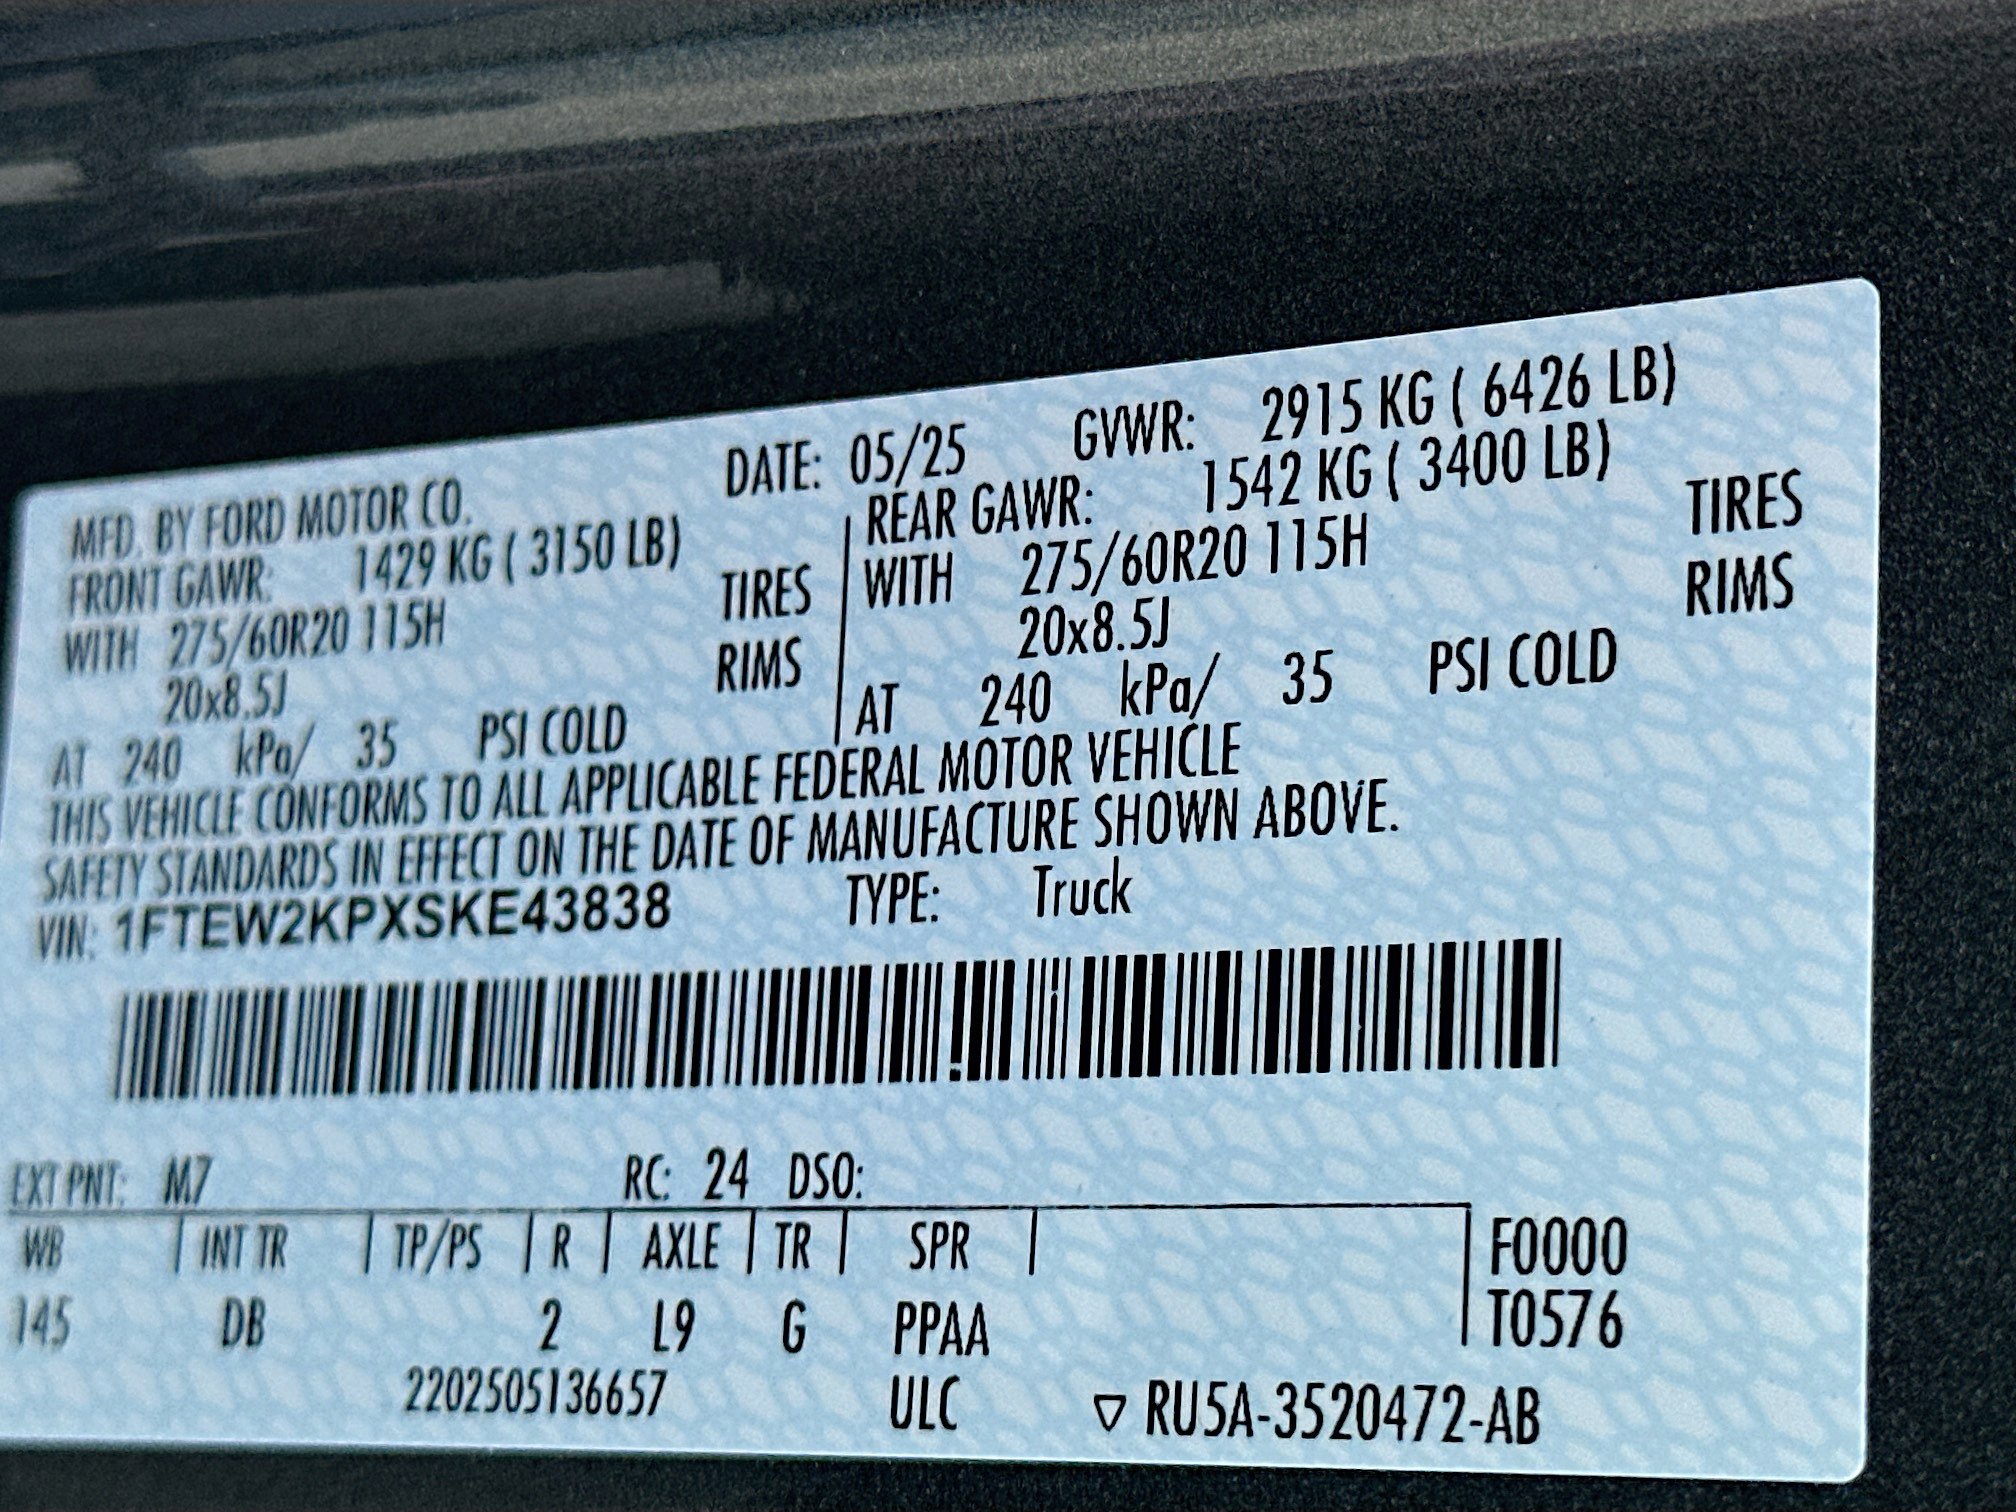 MFD. BY FORD MOTOR CO. DATE: 05/25 GVWR: 2915 KG ( 6426 LB)
FRONT GAWR: 1429 KG ( 3150 LB) REAR GAWR: 1542 KG ( 3400 LB)
WITH 275/60R20 115H TIRES WITH 275/60R20 115H TIRES
20x8.5J RIMS 20x8.5J RIMS
AT 240 kPa/ 35 PSI COLD AT 240 kPa/ 35 PSI COLD
THIS VEHICLE CONFORMS TO ALL APPLICABLE FEDERAL MOTOR VEHICLE
SAFETY STANDARDS IN EFFECT ON THE DATE OF MANUFACTURE SHOWN ABOVE.
VIN: 1FTEW2KPXSKE43838 TYPE: Truck
EXT PNT: M7 RC: 24 DSO:
WB INT TR TP/PS R AXLE TR SPR F0000
145 DB 2 L9 G PPAA T0576
2202505136657 ULC ▽ RU5A-3520472-AB